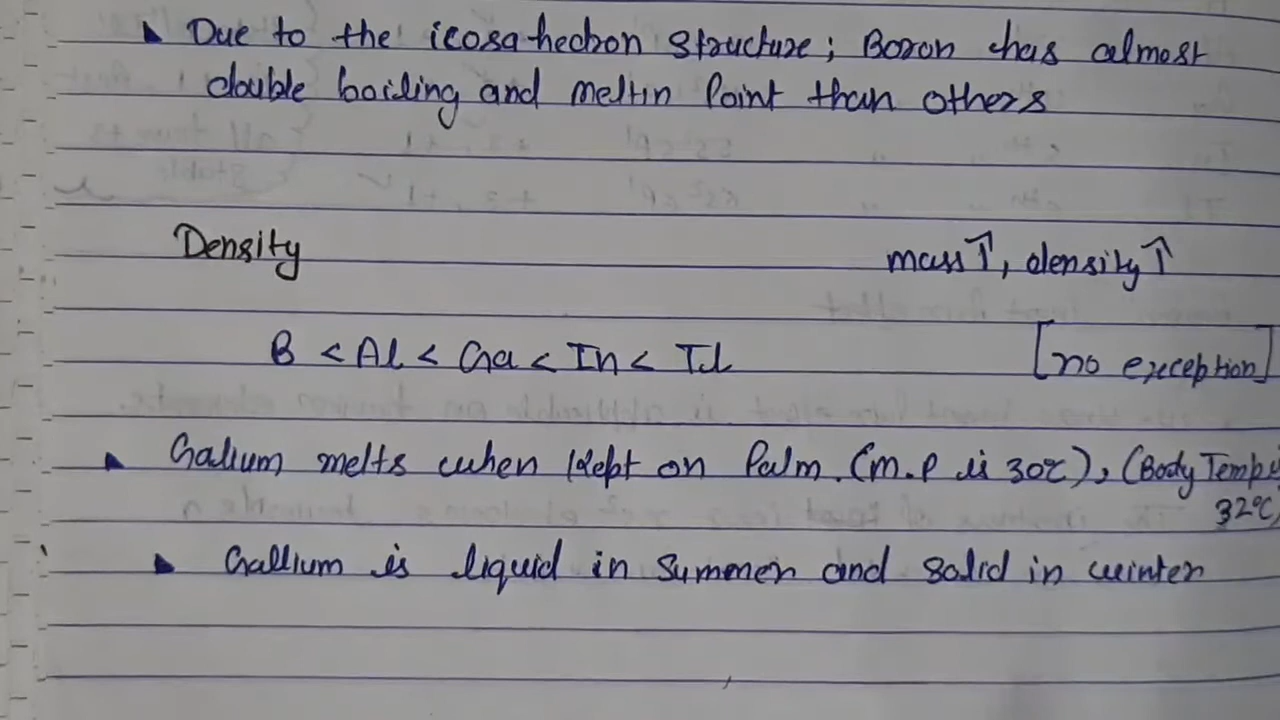 Due to the icosahedron structure; Boron has almost
double boiling and meltin Point than others
Density
mass↑, density↑
B < Al < Ga < In < Tl
[no exception]
Galium melts when kept on Palm. (m.p is 30℃), (Body Temp
32℃
Gallium is liquid in Summer and solid in winter